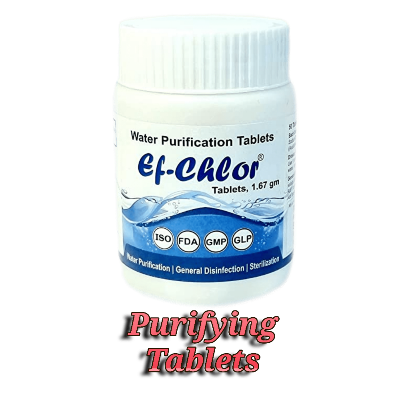 Water Purification Tablets
Ef-Chlor®
Tablets, 1.67 gm
ISO FDA GMP GLP
Water Purification | General Disinfection | Sterilization
Purifying
Tablets